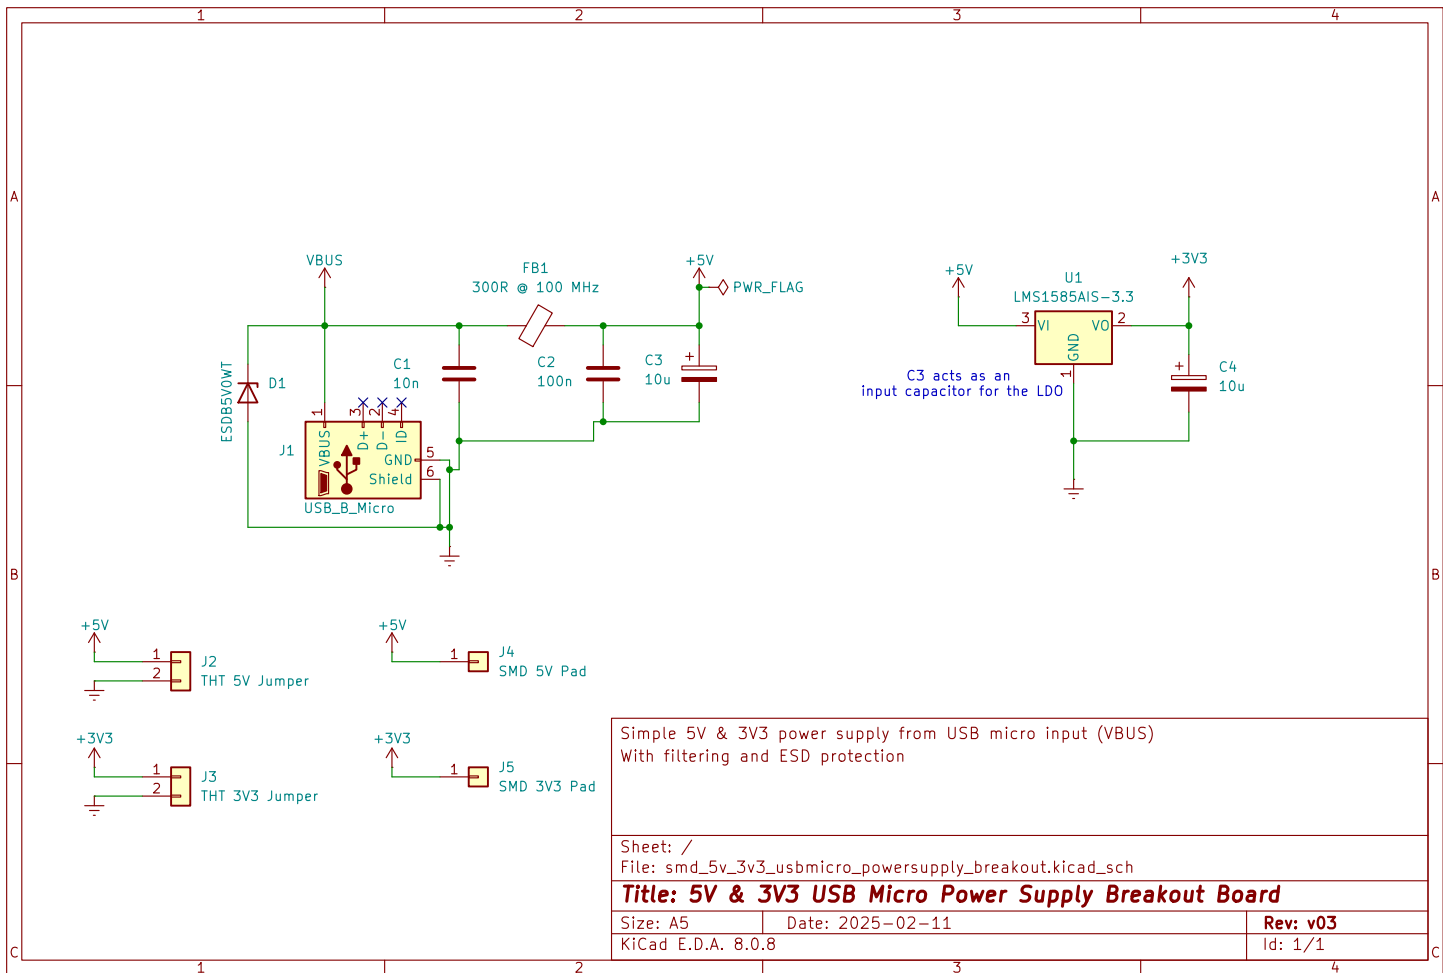 1 2 3 4
A A
VBUS
FB1
300R @ 100 MHz
+5V
PWR_FLAG
C1
10n
C2
100n
C3
10u
+
D1
ESDB5V0WT
J1
1
3
2
4
VBUS
D+
D-
ID
GND
5
Shield
6
USB_B_Micro
+5V
U1
LMS1585AIS-3.3
+3V3
3
VI
VO
2
GND
1
+
C4
10u
C3 acts as an
input capacitor for the LDO
B B
+5V
1
2
J2
THT 5V Jumper
+5V
1
J4
SMD 5V Pad
+3V3
1
2
J3
THT 3V3 Jumper
+3V3
1
J5
SMD 3V3 Pad
Simple 5V & 3V3 power supply from USB micro input (VBUS)
With filtering and ESD protection
Sheet: /
File: smd_5v_3v3_usbmicro_powersupply_breakout.kicad_sch
Title: 5V & 3V3 USB Micro Power Supply Breakout Board
Size: A5 Date: 2025-02-11 Rev: v03
KiCad E.D.A. 8.0.8 Id: 1/1
C C
1 2 3 4